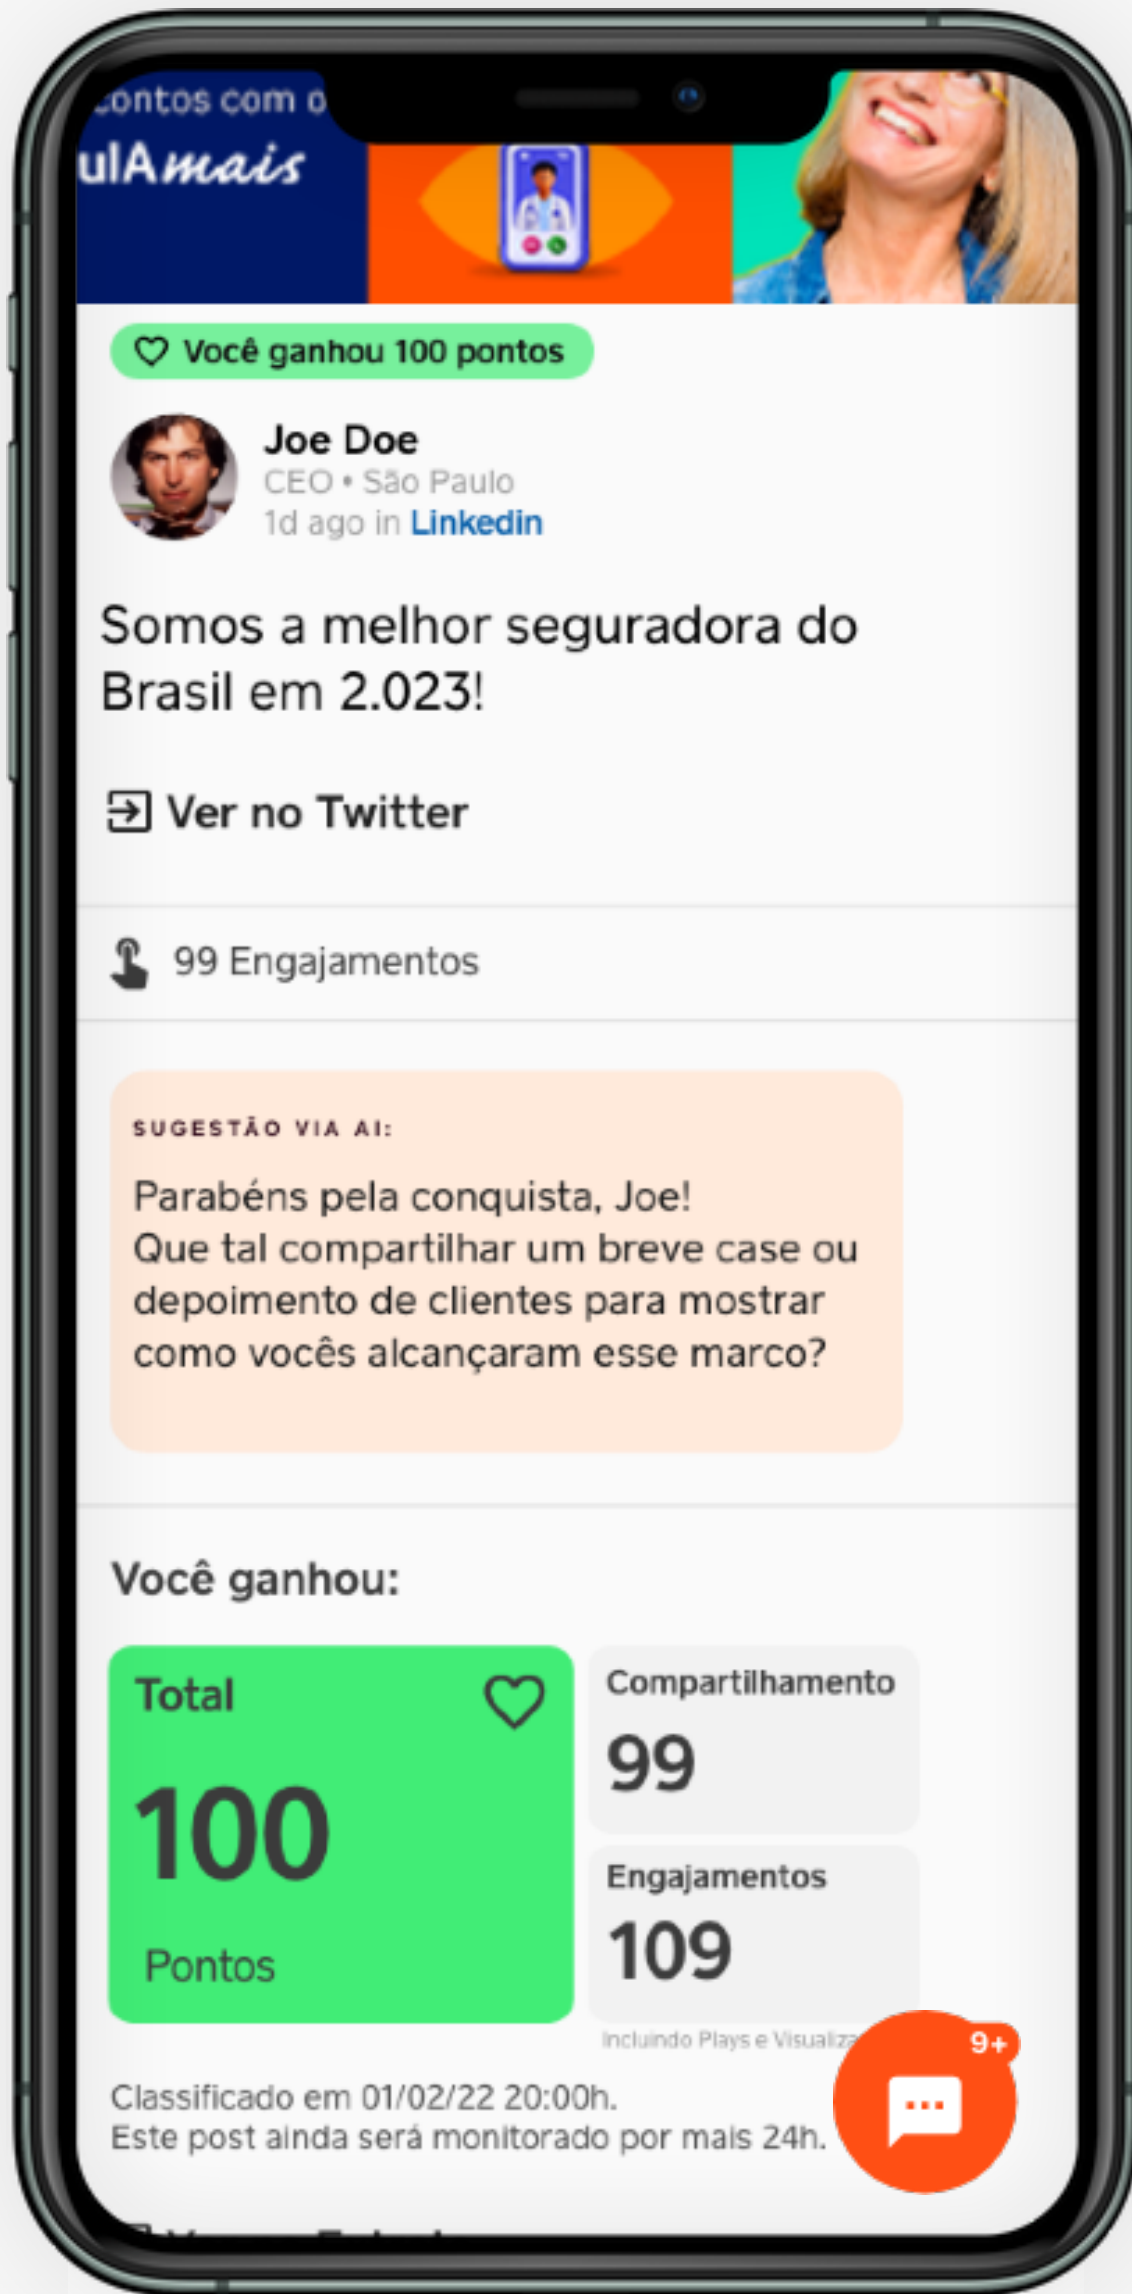 contos com o
ulAmais
Você ganhou 100 pontos
Joe Doe
CEO • São Paulo
1d ago in Linkedin
Somos a melhor seguradora do
Brasil em 2.023!
Ver no Twitter
99 Engajamentos
SUGESTÃO VIA AI:
Parabéns pela conquista, Joe!
Que tal compartilhar um breve case ou
depoimento de clientes para mostrar
como vocês alcançaram esse marco?
Você ganhou:
Total
100
Pontos
Compartilhamento
99
Engajamentos
109
Incluindo Plays e Visualiza
9+
Classificado em 01/02/22 20:00h.
Este post ainda será monitorado por mais 24h.